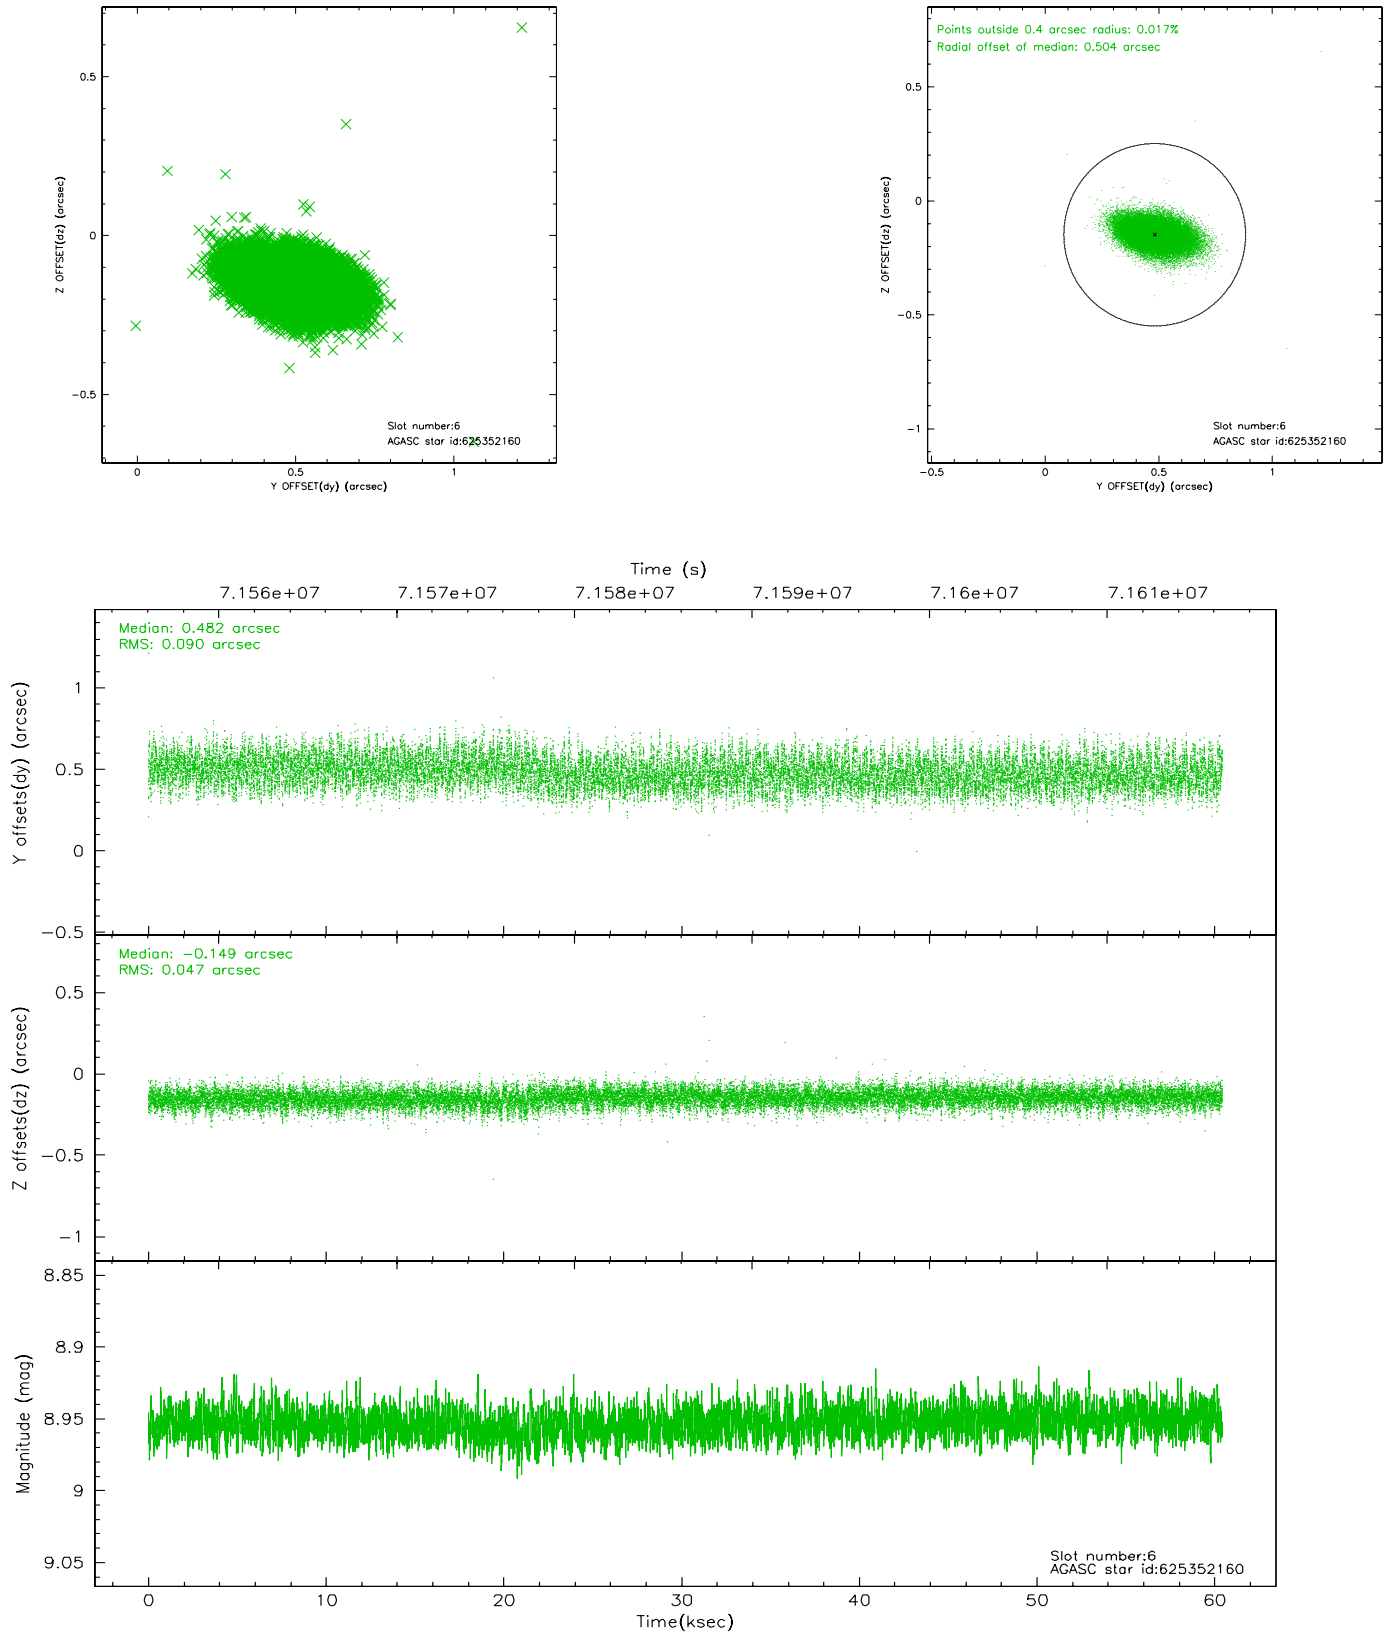 0.5
0
−0.5
Z OFFSET(dz) (arcsec)
Slot number:6
AGASC star id:625352160
0
0.5
1
Y OFFSET(dy) (arcsec)
Points outside 0.4 arcsec radius: 0.017%
Radial offset of median: 0.504 arcsec
0.5
0
−0.5
−1
Z OFFSET(dz) (arcsec)
Slot number:6
AGASC star id:625352160
−0.5
0
0.5
1
Y OFFSET(dy) (arcsec)
Time (s)
7.156e+07
7.157e+07
7.158e+07
7.159e+07
7.16e+07
7.161e+07
Median: 0.482 arcsec
RMS: 0.090 arcsec
1
0.5
0
−0.5
Y offsets(dy) (arcsec)
Median: −0.149 arcsec
RMS: 0.047 arcsec
0.5
0
−0.5
−1
Z offsets(dz) (arcsec)
8.85
8.9
8.95
9
9.05
Magnitude (mag)
Slot number:6
AGASC star id:625352160
0
10
20
30
40
50
60
Time(ksec)